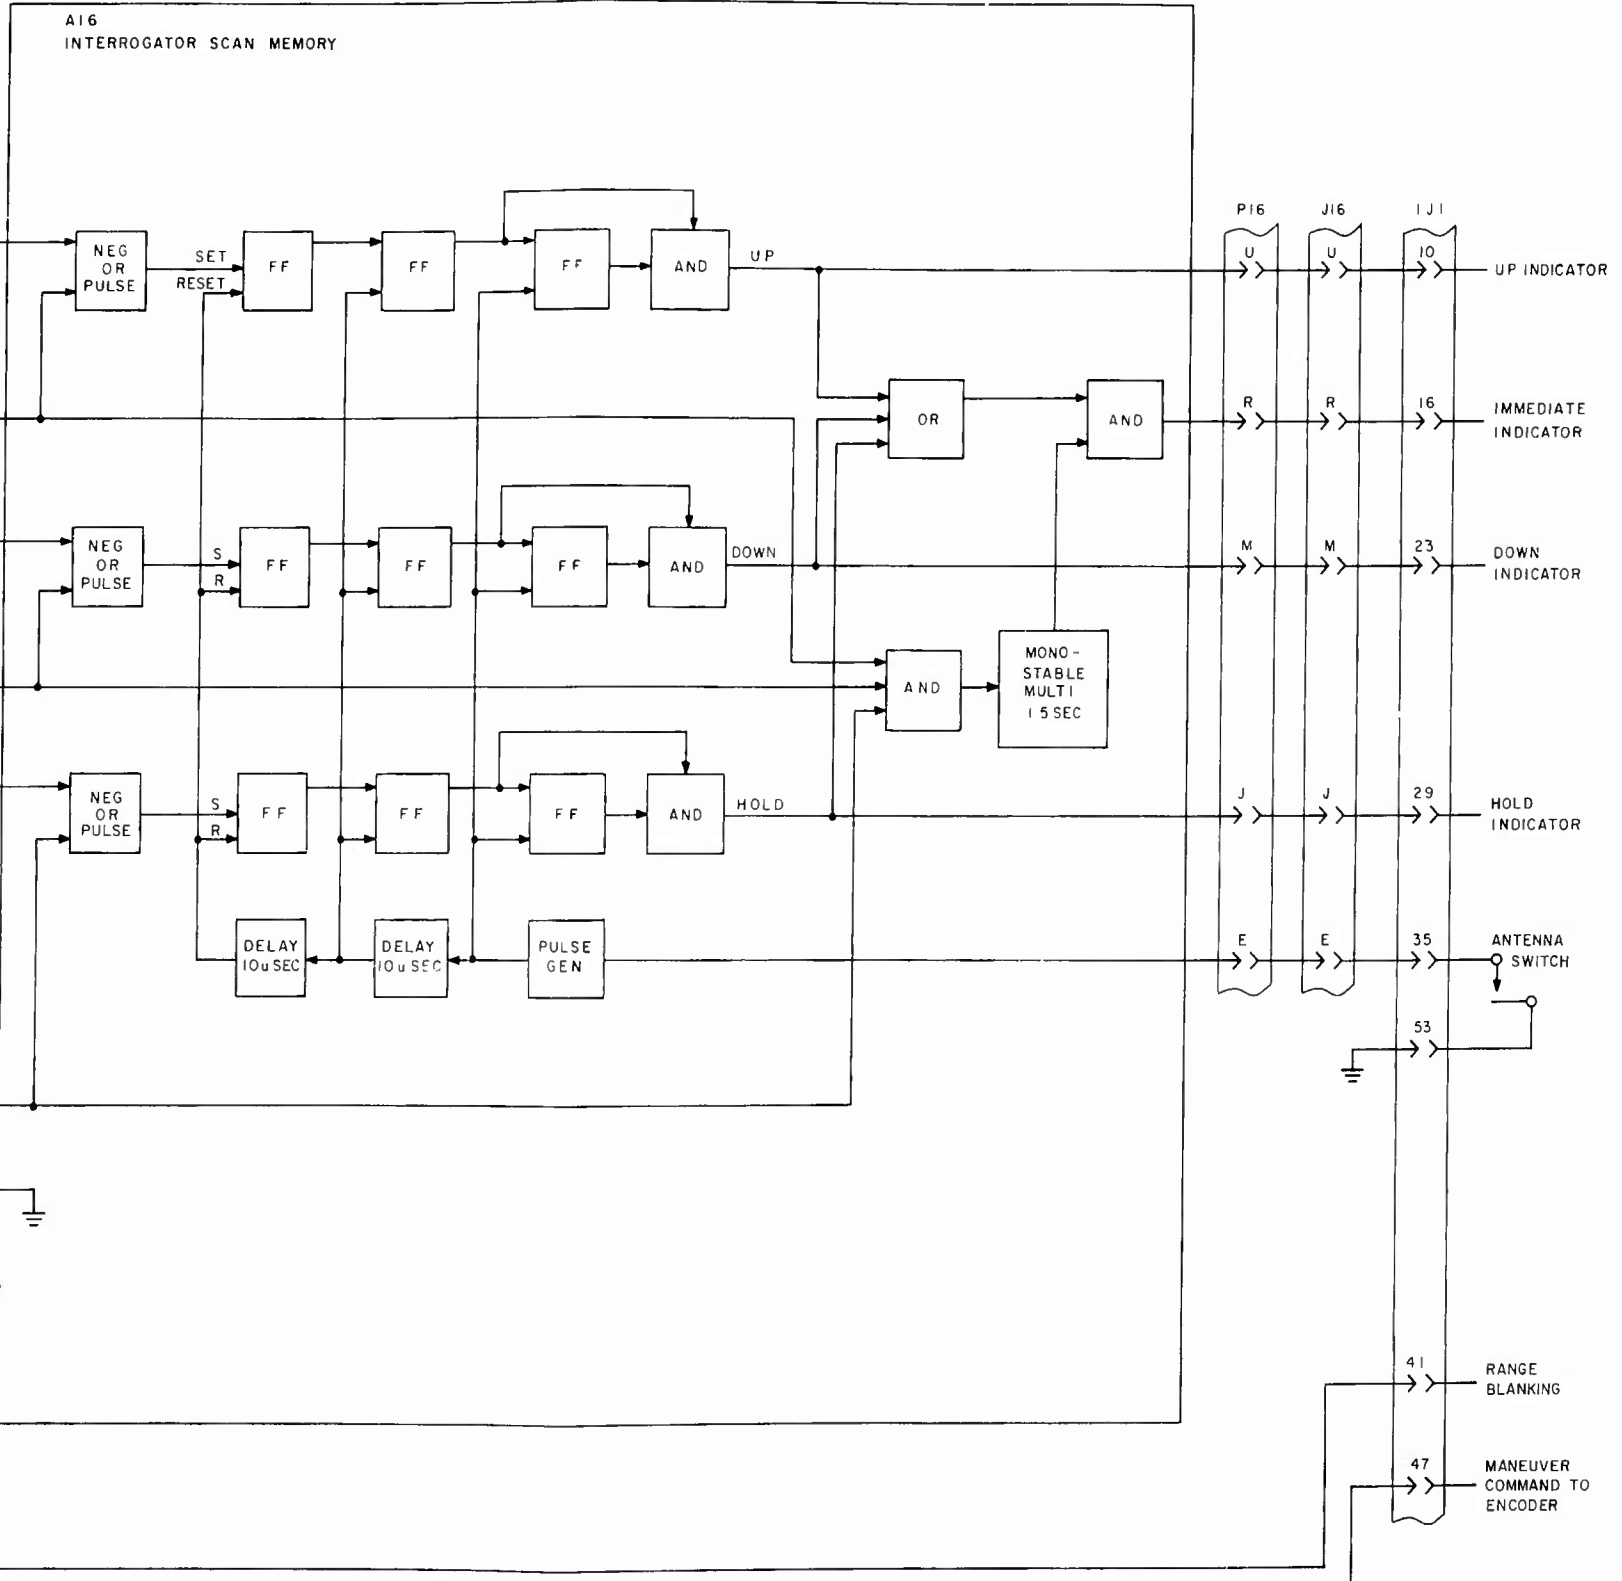 A16
INTERROGATOR SCAN MEMORY
P16 J16 1J1
NEG
OR
PULSE
SET
RESET
FF
FF
FF
AND
UP
U
U
10
UP INDICATOR
OR
AND
R
R
16
IMMEDIATE
INDICATOR
NEG
OR
PULSE
S
R
FF
FF
FF
AND
DOWN
M
M
23
DOWN
INDICATOR
AND
MONO-
STABLE
MULTI
1 5 SEC
NEG
OR
PULSE
S
R
FF
FF
FF
AND
HOLD
J
J
29
HOLD
INDICATOR
DELAY
10u SEC
DELAY
10u SEC
PULSE
GEN
E
E
35
ANTENNA
SWITCH
53
41
RANGE
BLANKING
47
MANEUVER
COMMAND TO
ENCODER